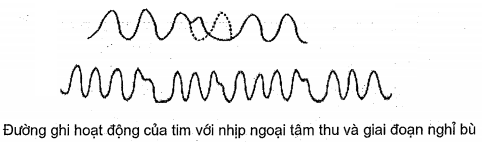 Đường ghi hoạt động của tim với nhịp ngoại tâm thu và giai đoạn nghỉ bù